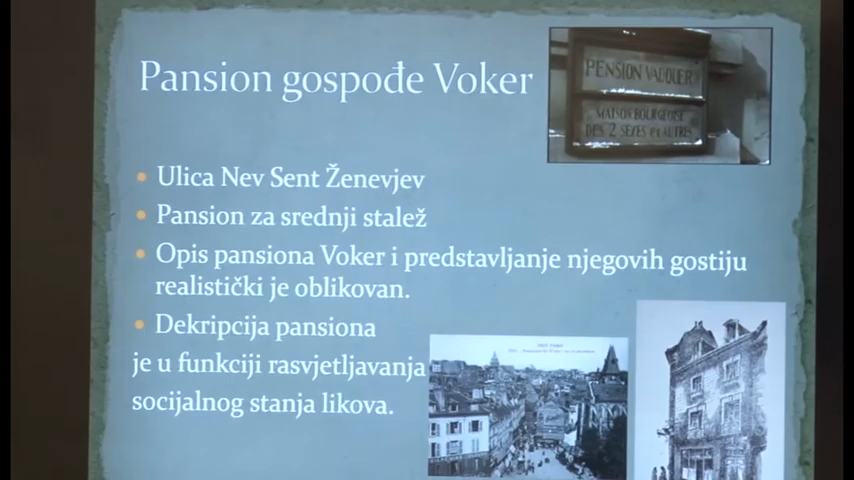 Pansion gospođe Voker
PENSION VAUQUER
MAISON BOURGEOISE
DES 2 SEXES et AUTRES
Ulica Nev Sent Ženevjev
Pansion za srednji stalež
Opis pansiona Voker i predstavljanje njegovih gostiju
realistički je oblikovan.
Dekripcija pansiona
je u funkciji rasvjetljavanja
socijalnog stanja likova.